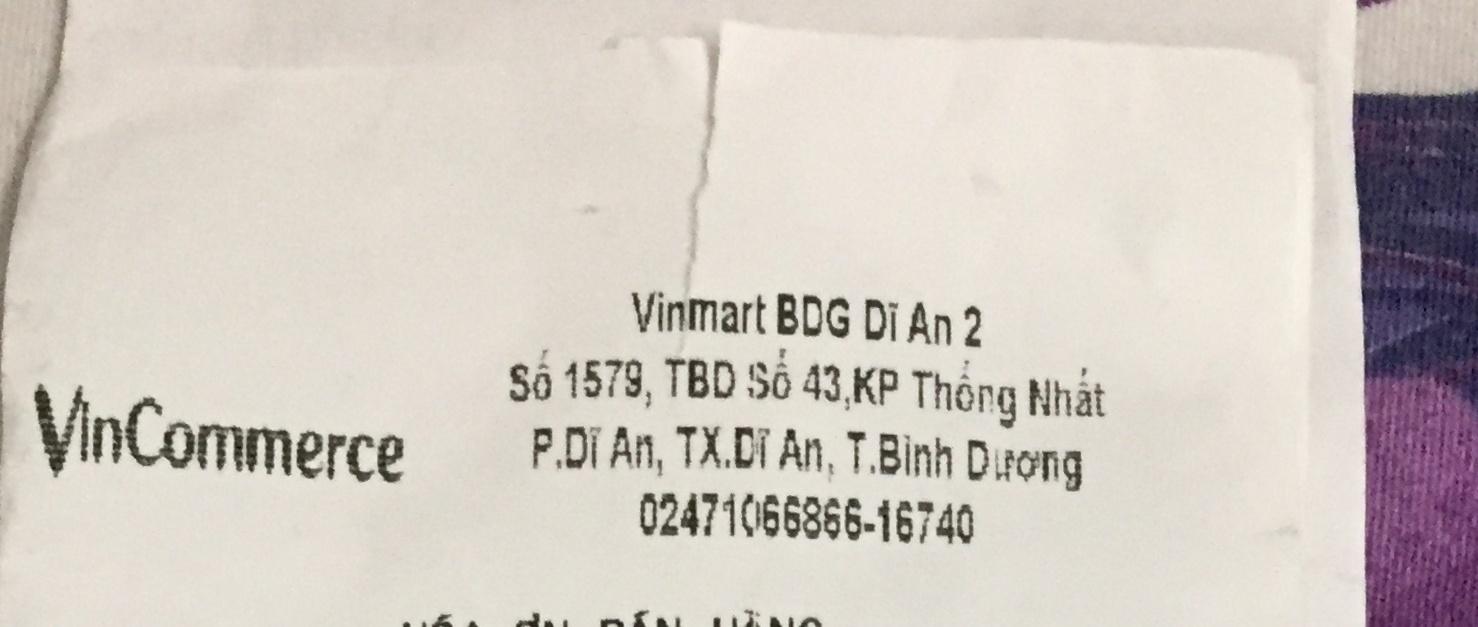 Vinmart BDG Dĩ An 2
Số 1579, TBD Số 43,KP Thống Nhất
VinCommerce
P.Dĩ An, TX.Dĩ An, T.Bình Dương
02471066866-16740